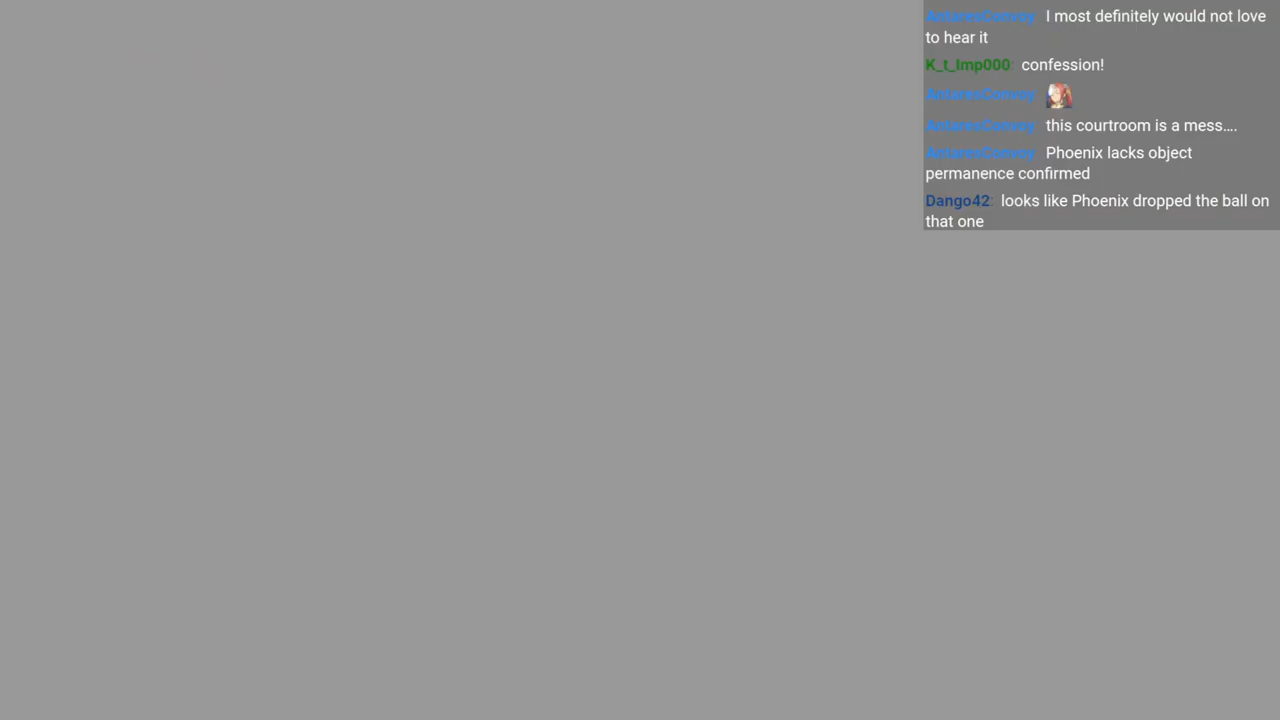 AntaresConvoy: I most definitely would not love
to hear it
K_t_Imp000: confession!
AntaresConvoy:
AntaresConvoy: this courtroom is a mess....
AntaresConvoy: Phoenix lacks object
permanence confirmed
Dango42: looks like Phoenix dropped the ball on
that one